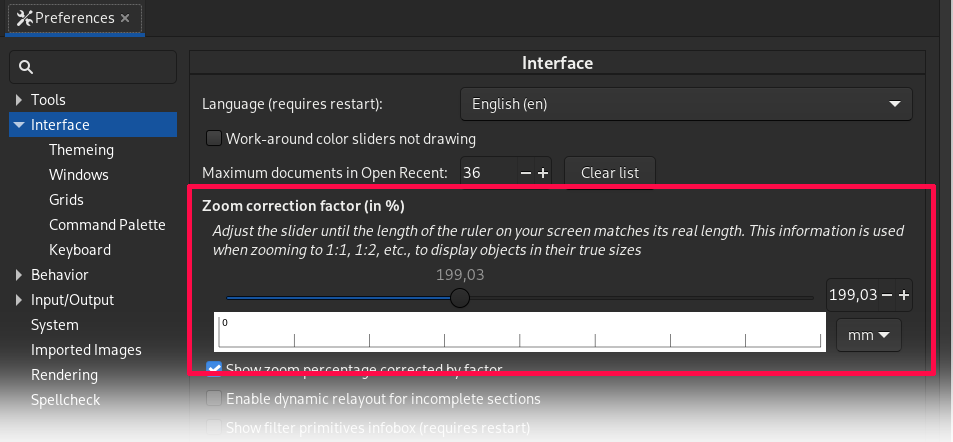 Preferences ×
Interface
Tools
Interface
Themeing
Windows
Grids
Command Palette
Keyboard
Behavior
Input/Output
System
Imported Images
Rendering
Spellcheck
Language (requires restart):
English (en)
Work-around color sliders not drawing
Maximum documents in Open Recent:
36
Clear list
Zoom correction factor (in %)
Adjust the slider until the length of the ruler on your screen matches its real length. This information is used
when zooming to 1:1, 1:2, etc., to display objects in their true sizes
199,03
199,03
0
mm
Show zoom percentage corrected by factor
Enable dynamic relayout for incomplete sections
Show filter primitives infobox (requires restart)